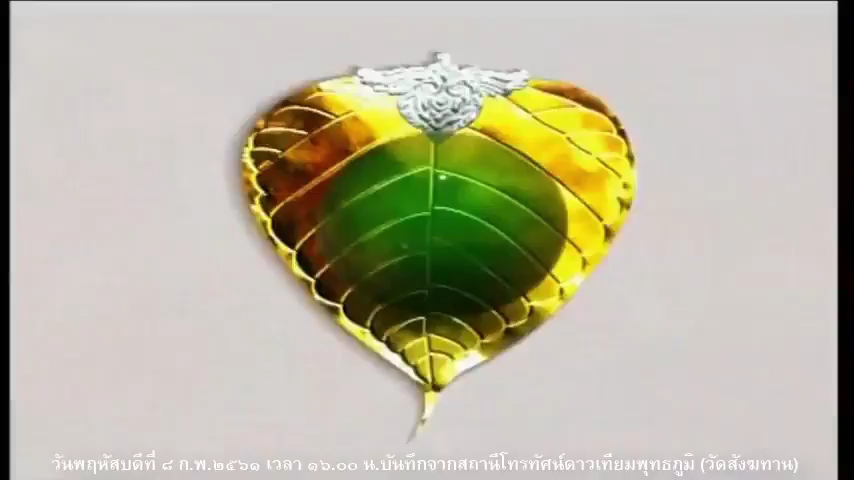 วันพฤหัสบดีที่ ๘ ก.พ.๒๕๖๑ เวลา ๑๖.๐๐ น.บันทึกจากสถานีโทรทัศน์ดาวเทียมพุทธภูมิ (วัดสังฆทาน)